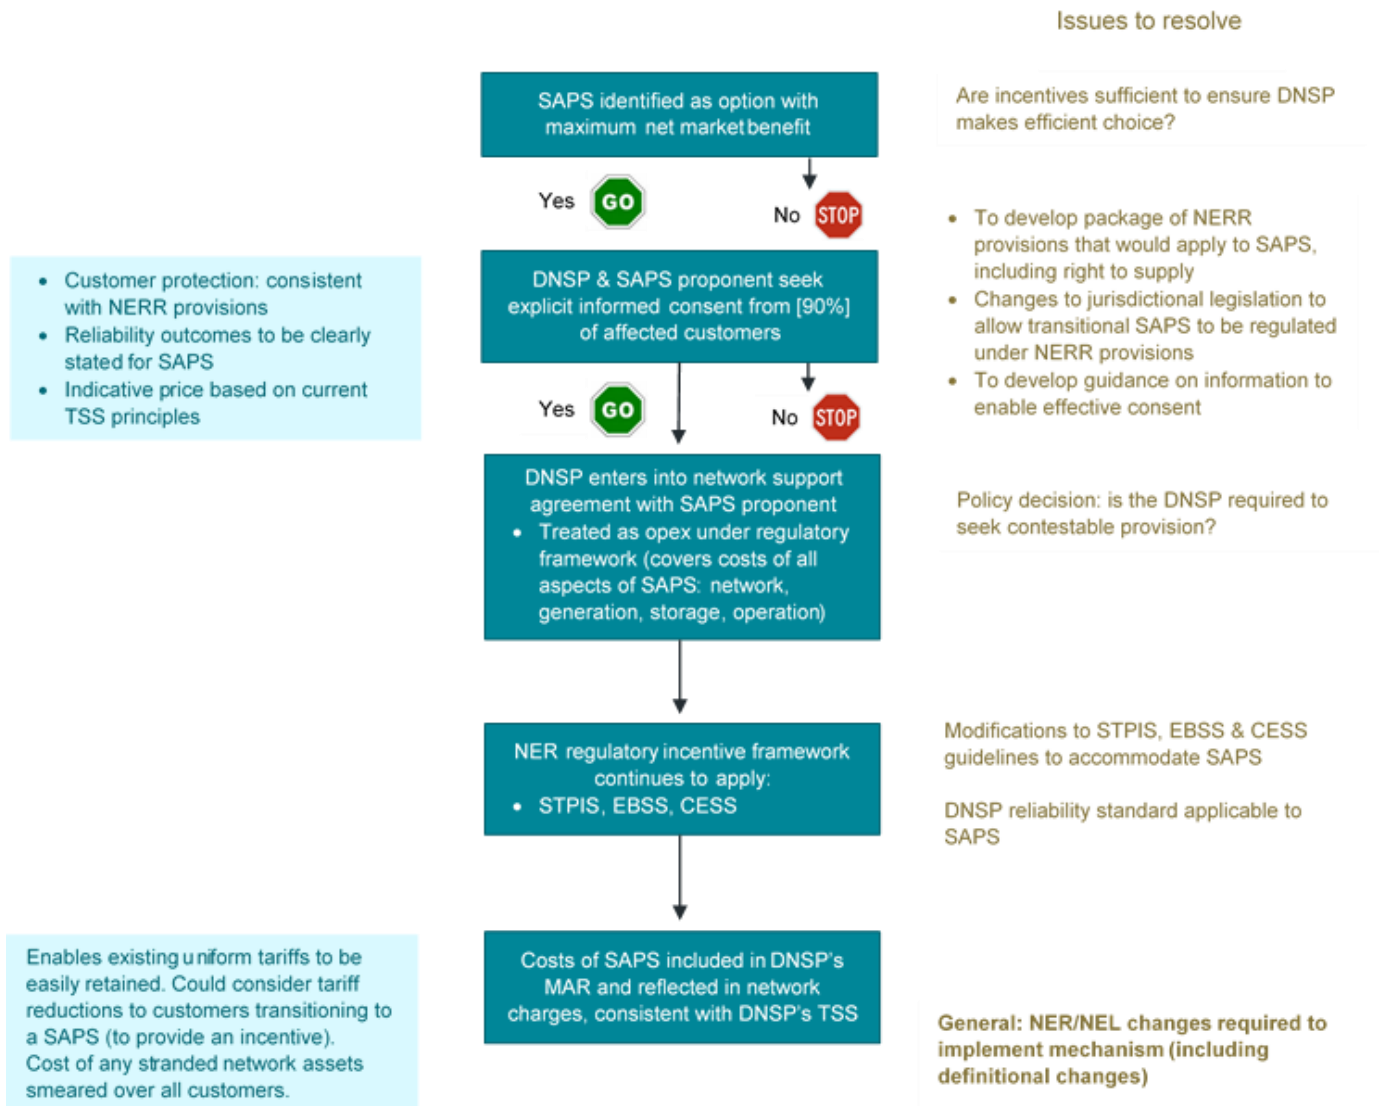 Issues to resolve
SAPS identified as option with
maximum net market benefit
Are incentives sufficient to ensure DNSP
makes efficient choice?
Yes
GO
No
STOP
• To develop package of NERR
provisions that would apply to SAPS,
including right to supply
• Changes to jurisdictional legislation to
allow transitional SAPS to be regulated
under NERR provisions
• To develop guidance on information to
enable effective consent
• Customer protection: consistent
with NERR provisions
• Reliability outcomes to be clearly
stated for SAPS
• Indicative price based on current
TSS principles
DNSP & SAPS proponent seek
explicit informed consent from [90%]
of affected customers
Yes
GO
No
STOP
DNSP enters into network support
agreement with SAPS proponent
• Treated as opex under regulatory
framework (covers costs of all
aspects of SAPS: network,
generation, storage, operation)
Policy decision: is the DNSP required to
seek contestable provision?
NER regulatory incentive framework
continues to apply:
• STPIS, EBSS, CESS
Modifications to STPIS, EBSS & CESS
guidelines to accommodate SAPS
DNSP reliability standard applicable to
SAPS
Enables existing uniform tariffs to be
easily retained. Could consider tariff
reductions to customers transitioning to
a SAPS (to provide an incentive).
Cost of any stranded network assets
smeared over all customers.
Costs of SAPS included in DNSP's
MAR and reflected in network
charges, consistent with DNSP's TSS
General: NER/NEL changes required to
implement mechanism (including
definitional changes)